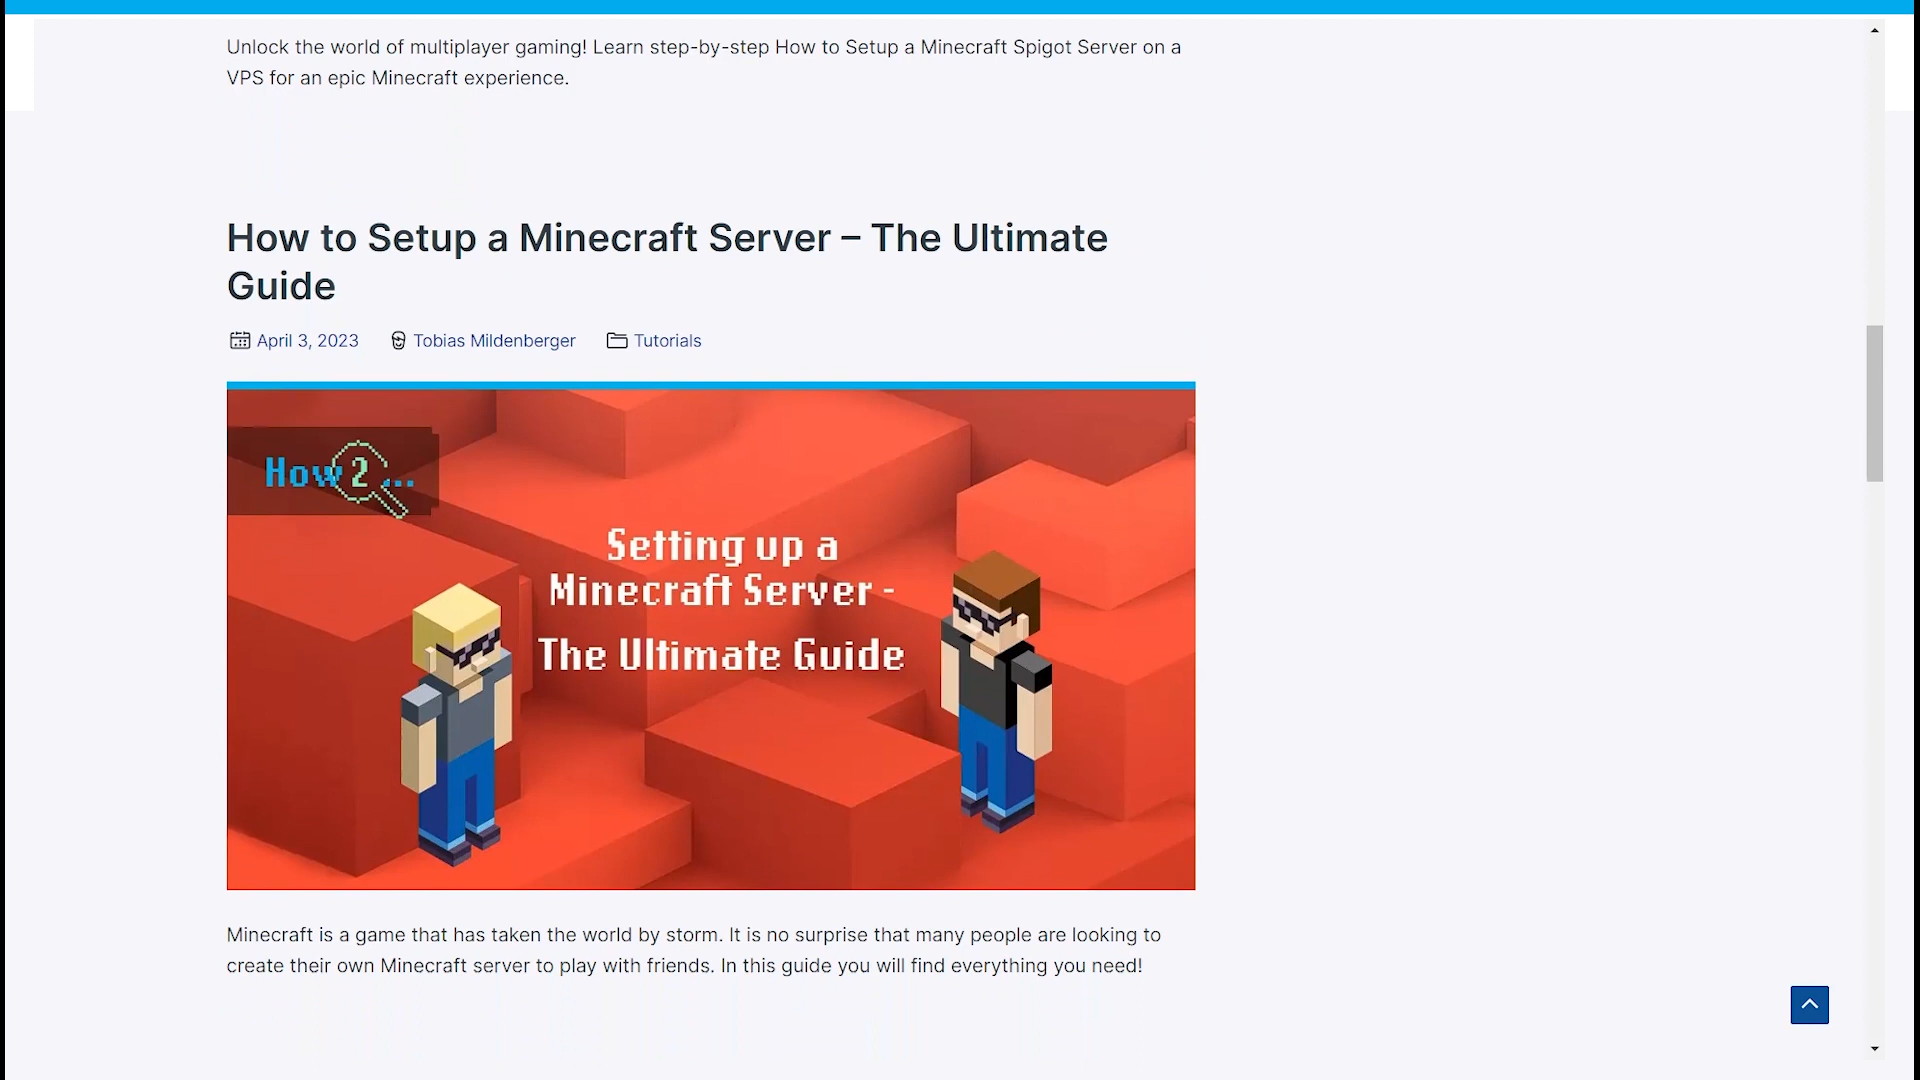 Unlock the world of multiplayer gaming! Learn step-by-step How to Setup a Minecraft Spigot Server on a
VPS for an epic Minecraft experience.
How to Setup a Minecraft Server – The Ultimate
Guide
April 3, 2023 Tobias Mildenberger Tutorials
How 2 ...
Setting up a
Minecraft Server -
The Ultimate Guide
Minecraft is a game that has taken the world by storm. It is no surprise that many people are looking to
create their own Minecraft server to play with friends. In this guide you will find everything you need!